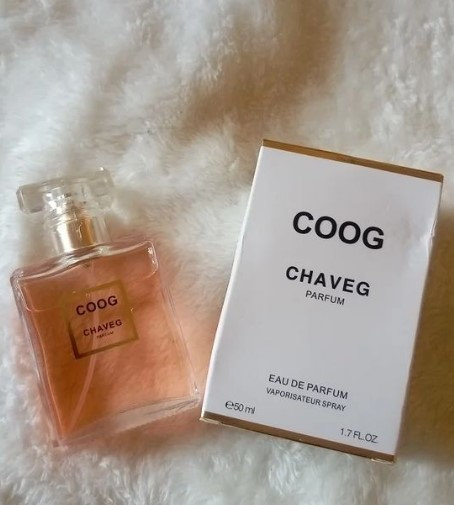 COOG
CHAVEG
PARFUM
COOG
CHAVEG
PARFUM
EAU DE PARFUM
VAPORISATEUR SPRAY
℮50 ml
1.7 FL.OZ